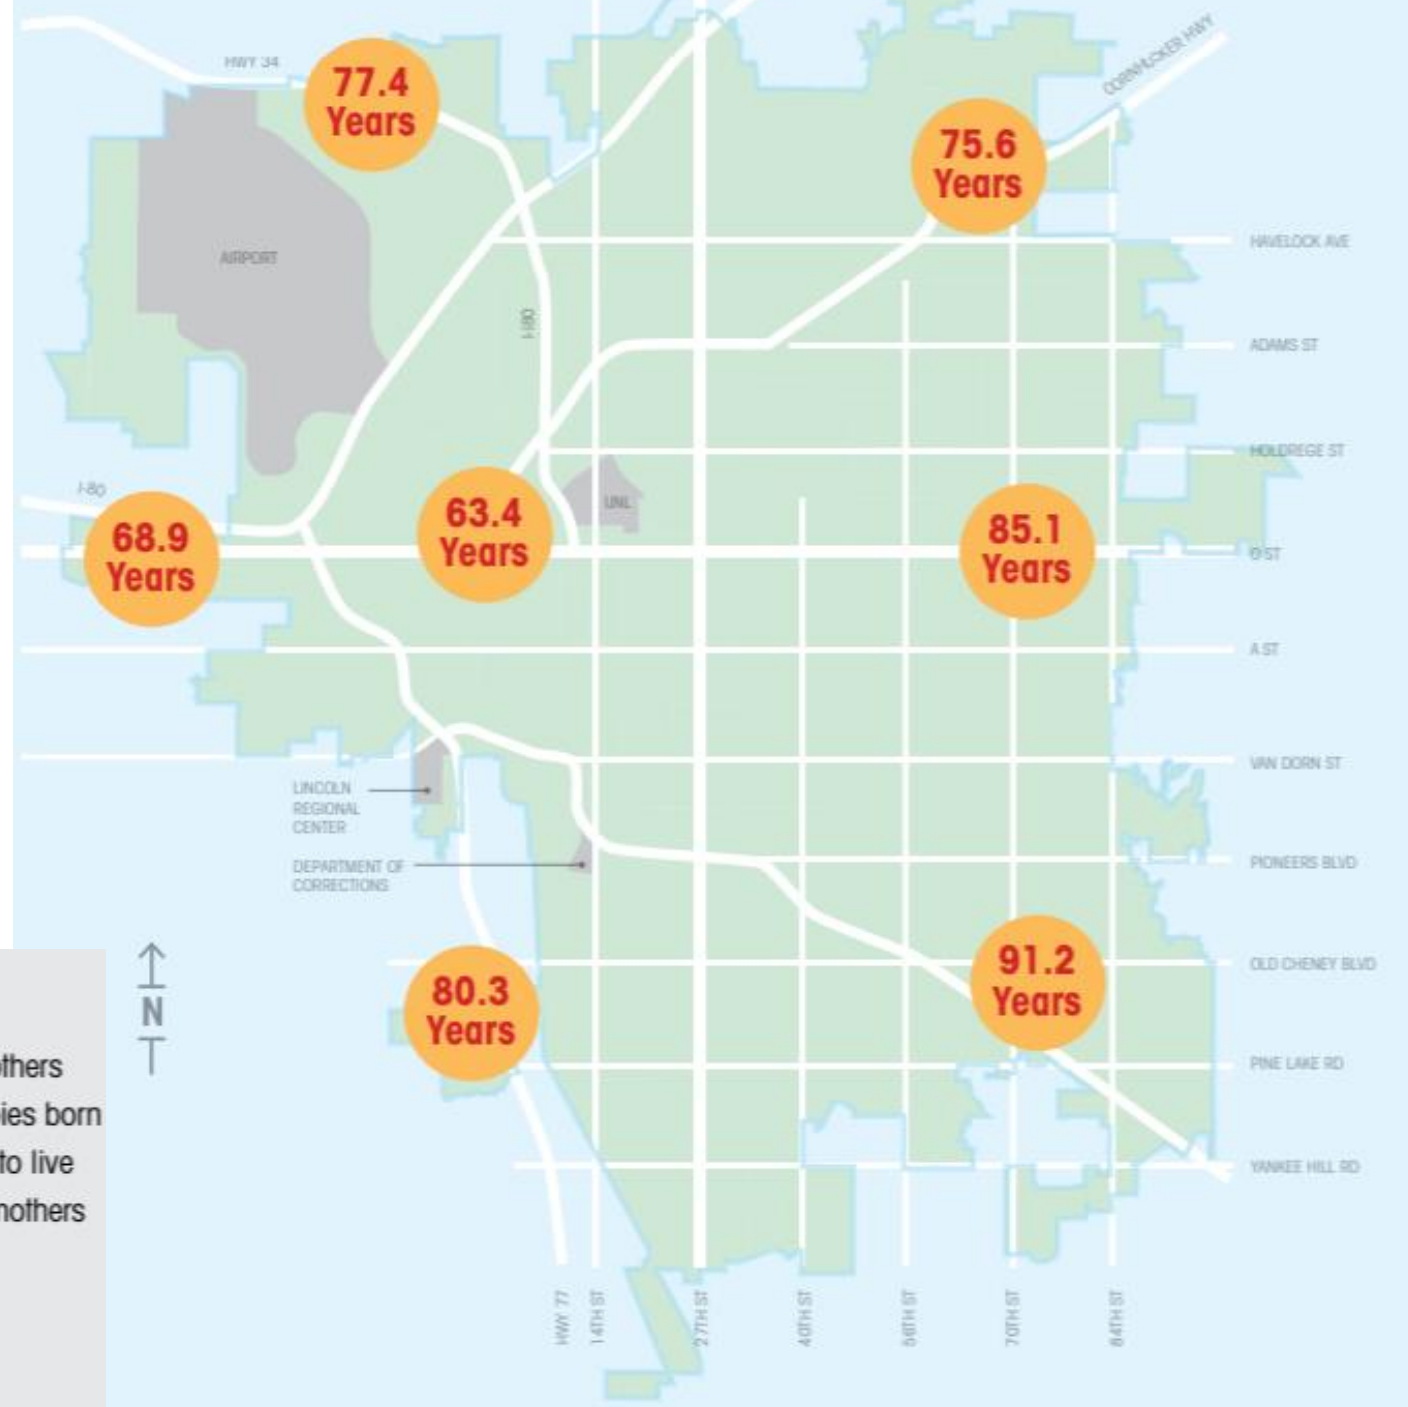 CORNHUSKER HWY
HWY 34
77.4
Years
75.6
Years
HAVELOCK AVE
AIRPORT
I-180
ADAMS ST
HOLDREGE ST
I-80
68.9
Years
63.4
Years
UNL
85.1
Years
O ST
A ST
VAN DORN ST
LINCOLN
REGIONAL
CENTER
PIONEERS BLVD
DEPARTMENT OF
CORRECTIONS
N
80.3
Years
91.2
Years
OLD CHENEY BLVD
PINE LAKE RD
YANKEE HILL RD
born
to live
HWY 77
14TH ST
27TH ST
40TH ST
56TH ST
70TH ST
84TH ST